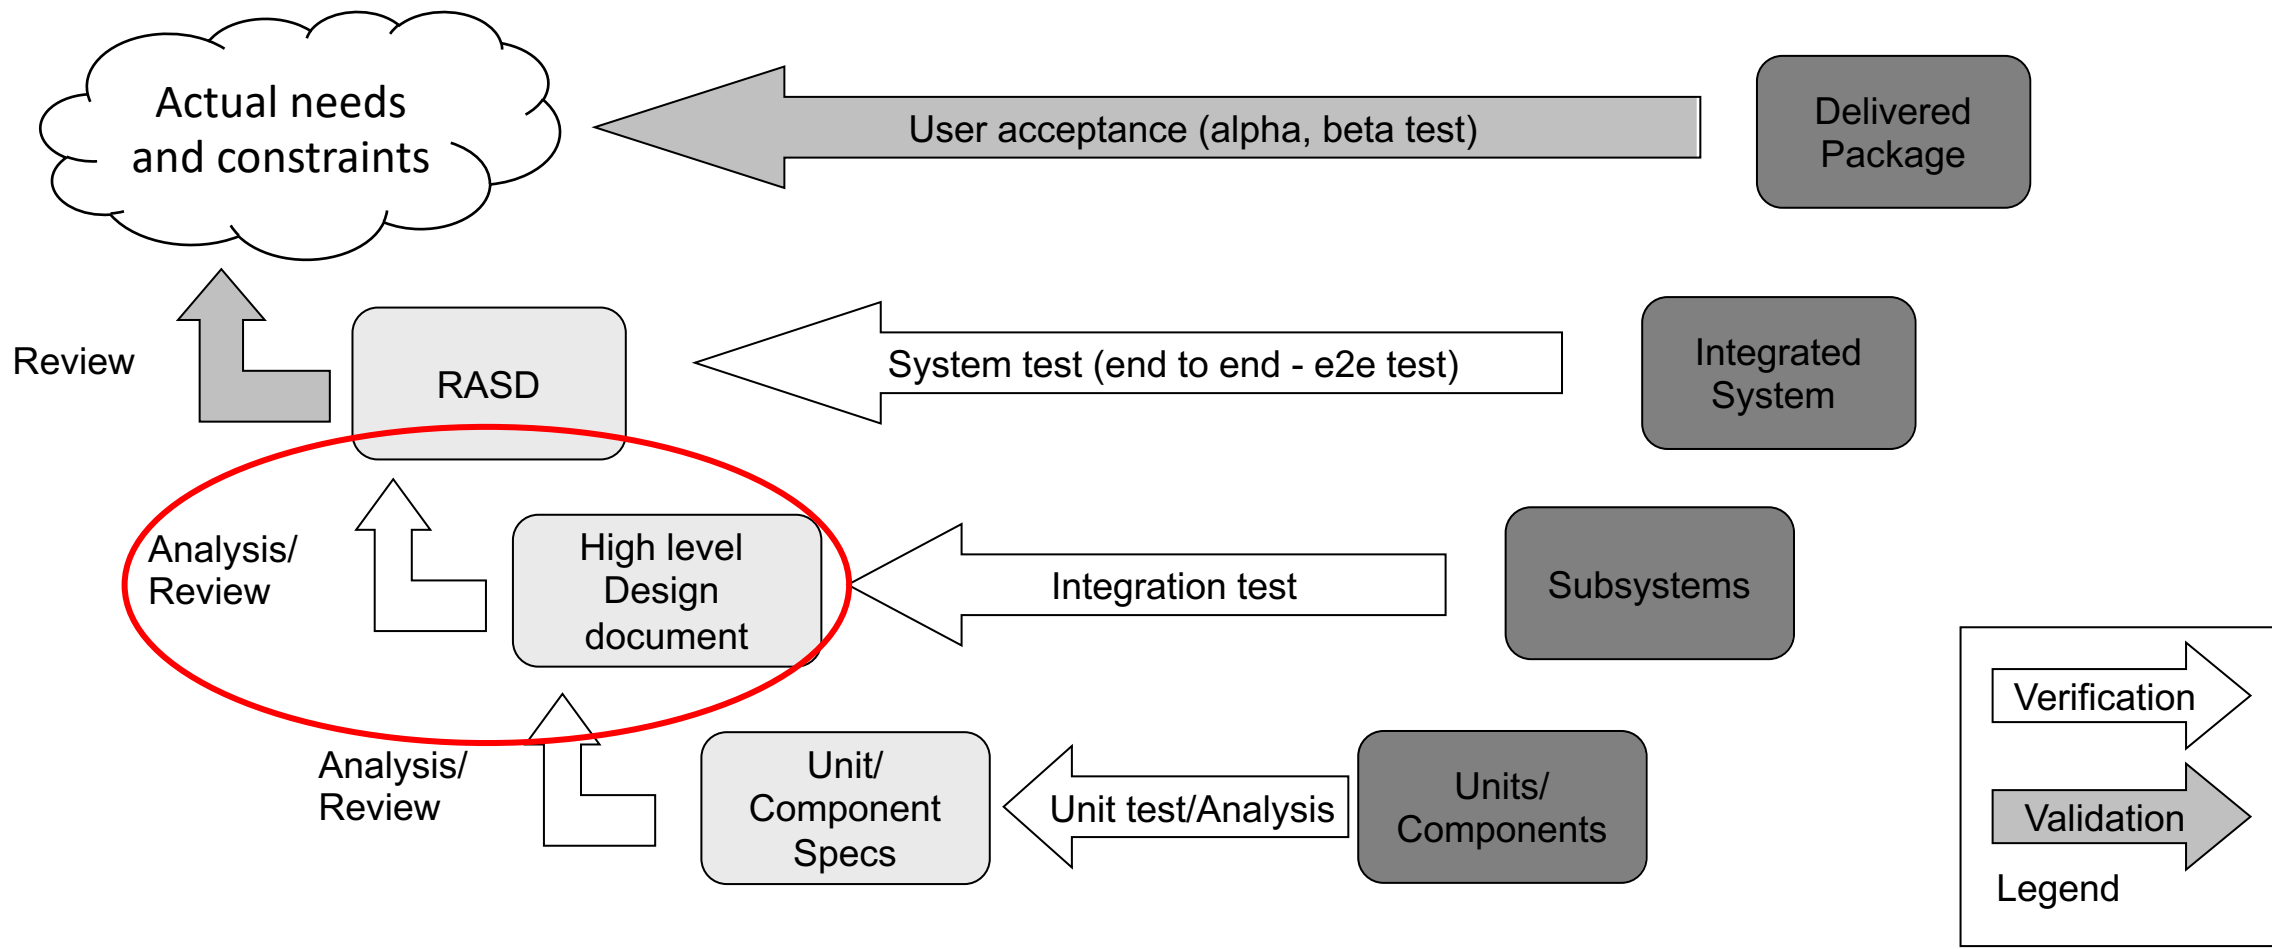 Actual needs
and constraints
User acceptance (alpha, beta test)
Delivered
Package
Review
RASD
System test (end to end - e2e test)
Integrated
System
Analysis/
Review
High level
Design
document
Integration test
Subsystems
Analysis/
Review
Unit/
Component
Specs
Unit test/Analysis
Units/
Components
Verification
Validation
Legend